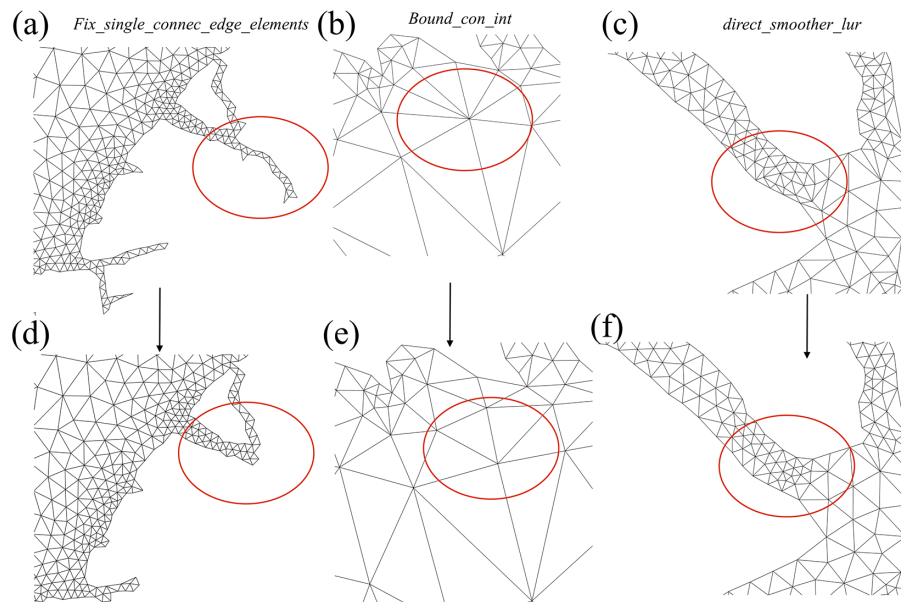 (a) Fix_single_connec_edge_elements (b) Bound_con_int (c) direct_smoother_lur
(d) (e) (f)